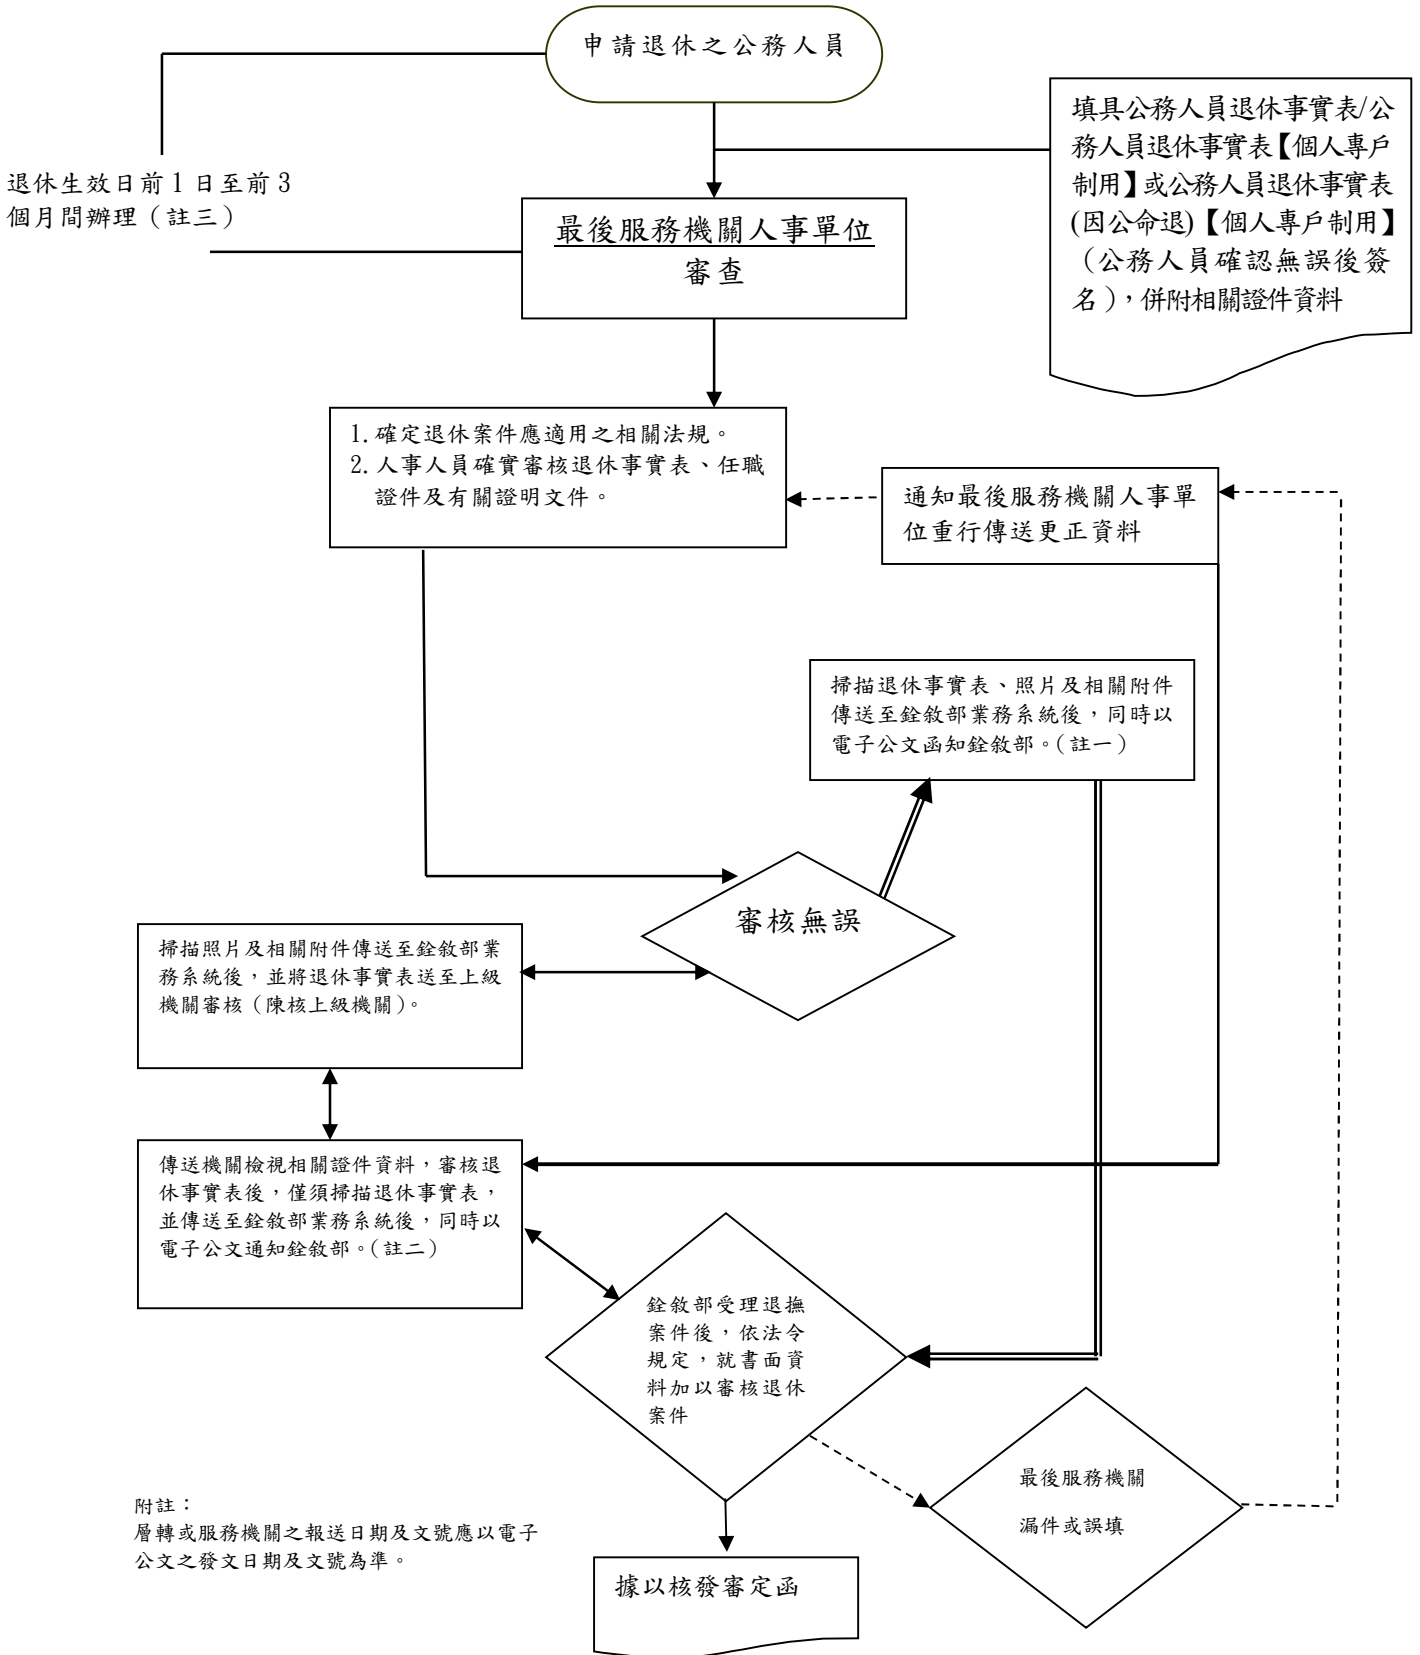 申請退休之公務人員
退休生效日前1日至前3
個月間辦理（註三）
填具公務人員退休事實表/公
務人員退休事實表【個人專戶
制用】或公務人員退休事實表
(因公命退)【個人專戶制用】
（公務人員確認無誤後簽
名），併附相關證件資料
最後服務機關人事單位
審查
1.確定退休案件應適用之相關法規。
2.人事人員確實審核退休事實表、任職
證件及有關證明文件。
通知最後服務機關人事單
位重行傳送更正資料
掃描退休事實表、照片及相關附件
傳送至銓敘部業務系統後，同時以
電子公文函知銓敘部。（註一）
審核無誤
掃描照片及相關附件傳送至銓敘部業
務系統後，並將退休事實表送至上級
機關審核（陳核上級機關）。
傳送機關檢視相關證件資料，審核退
休事實表後，僅須掃描退休事實表，
並傳送至銓敘部業務系統後，同時以
電子公文通知銓敘部。（註二）
銓敘部受理退撫
案件後，依法令
規定，就書面資
料加以審核退休
案件
最後服務機關
漏件或誤填
附註：
層轉或服務機關之報送日期及文號應以電子
公文之發文日期及文號為準。
據以核發審定函